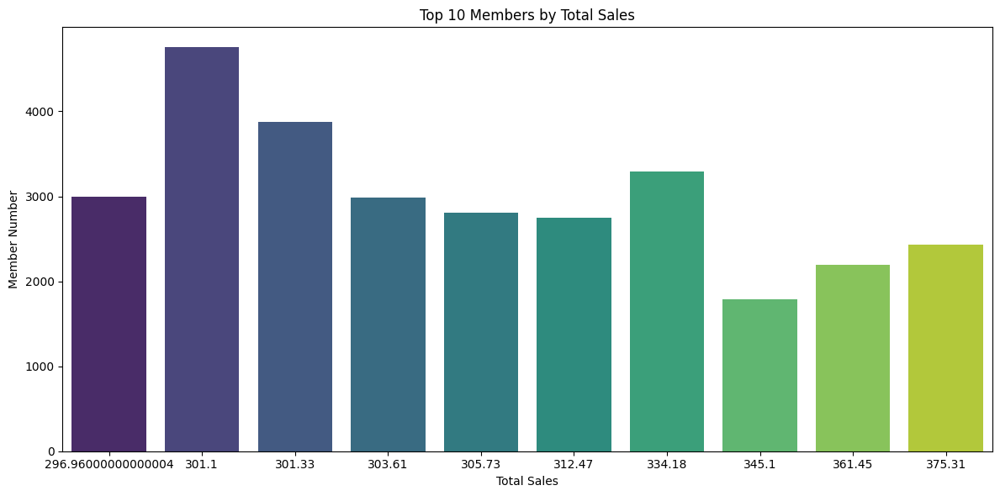 Top 10 Members by Total Sales
Member Number
4000
3000
2000
1000
0
296.96000000000004 301.1 301.33 303.61 305.73 312.47 334.18 345.1 361.45 375.31
Total Sales